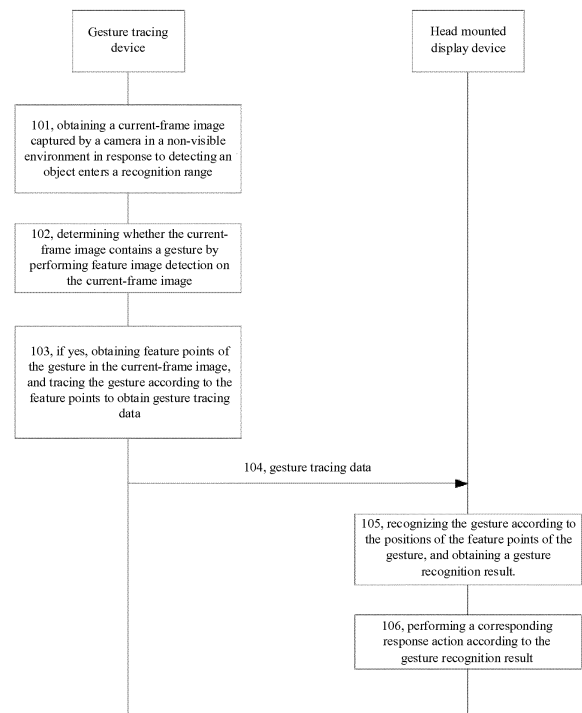 Gesture tracing
device
Head mounted
display device
101, obtaining a current-frame image
captured by a camera in a non-visible
environment in response to detecting an
object enters a recognition range
102, determining whether the current-
frame image contains a gesture by
performing feature image detection on
the current-frame image
103, if yes, obtaining feature points of
the gesture in the current-frame image,
and tracing the gesture according to the
feature points to obtain gesture tracing
data
104, gesture tracing data
105, recognizing the gesture according to
the positions of the feature points of the
gesture, and obtaining a gesture
recognition result.
106, performing a corresponding
response action according to the
gesture recognition result